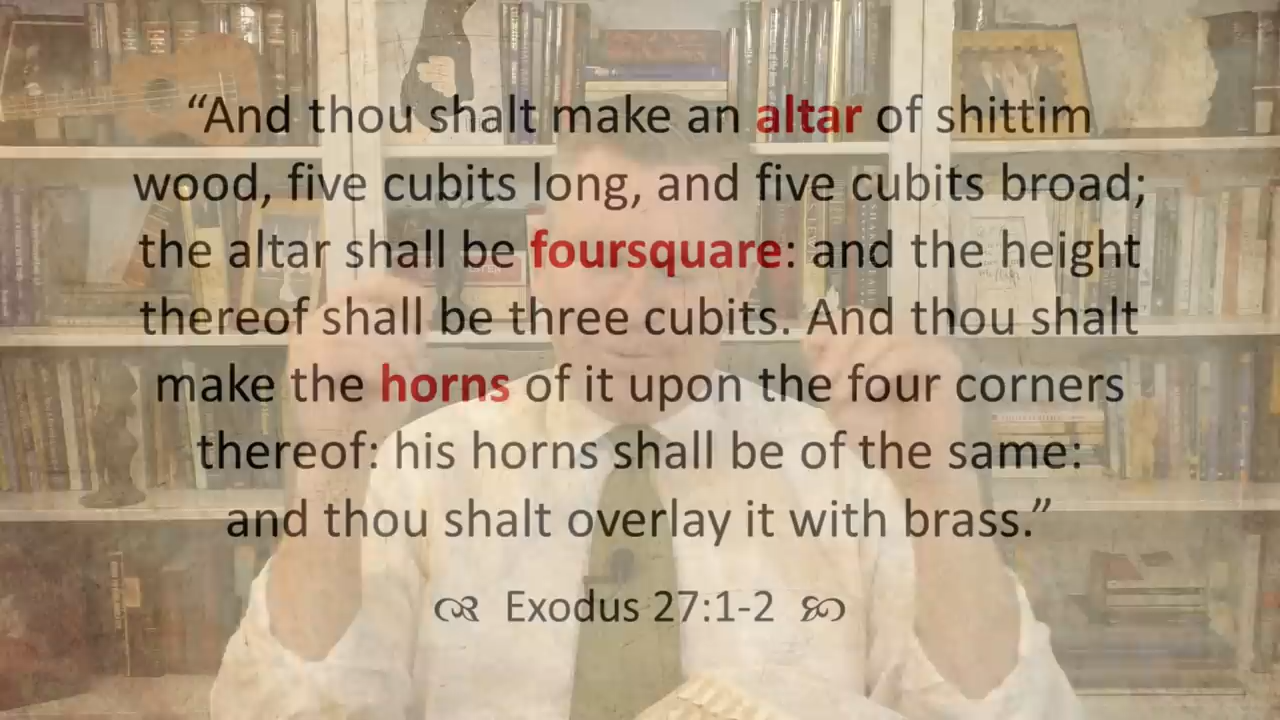 “And thou shalt make an altar of shittim
wood, five cubits long, and five cubits broad;
the altar shall be foursquare: and the height
thereof shall be three cubits. And thou shalt
make the horns of it upon the four corners
thereof: his horns shall be of the same:
and thou shalt overlay it with brass.”
Exodus 27:1-2